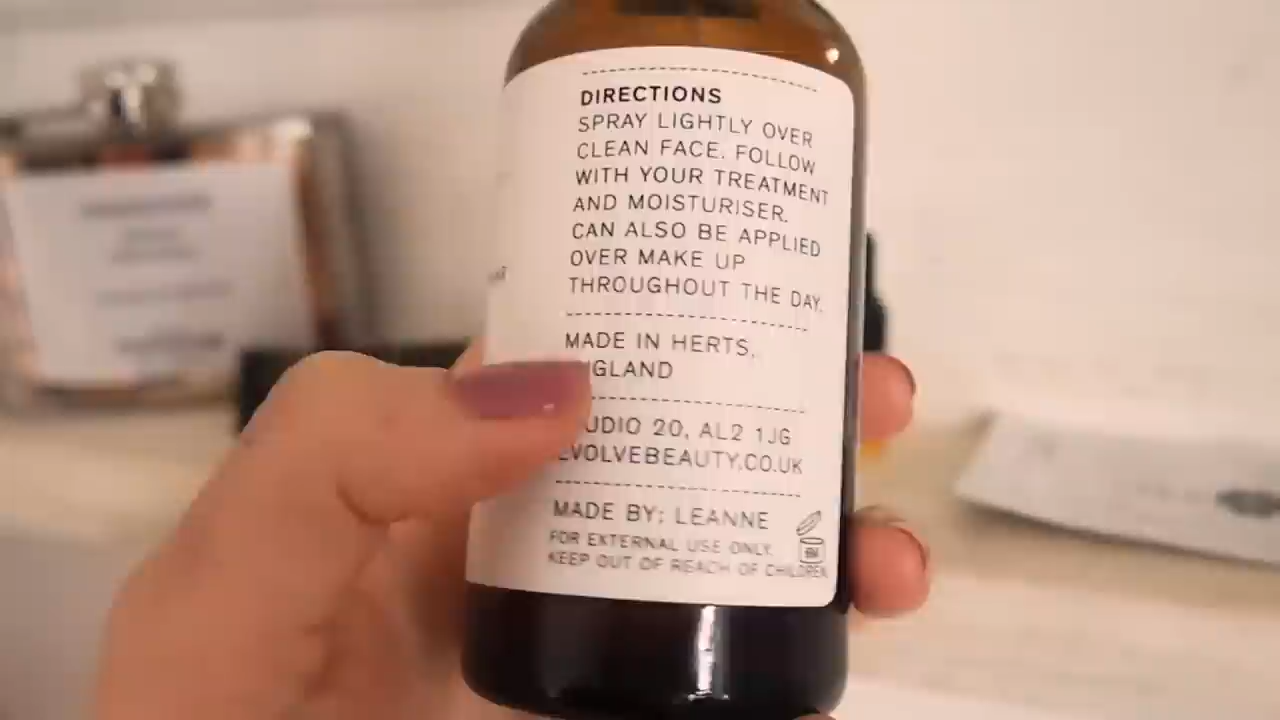 DIRECTIONS
SPRAY LIGHTLY OVER
CLEAN FACE. FOLLOW
WITH YOUR TREATMENT
AND MOISTURISER.
CAN ALSO BE APPLIED
OVER MAKE UP
THROUGHOUT THE DAY.
MADE IN HERTS,
GLAND
UDIO 20, AL2 1JG
EVOLVEBEAUTY.CO.UK
MADE BY: LEANNE
FOR EXTERNAL USE ONLY.
KEEP OUT OF REACH OF CHILDREN
6M